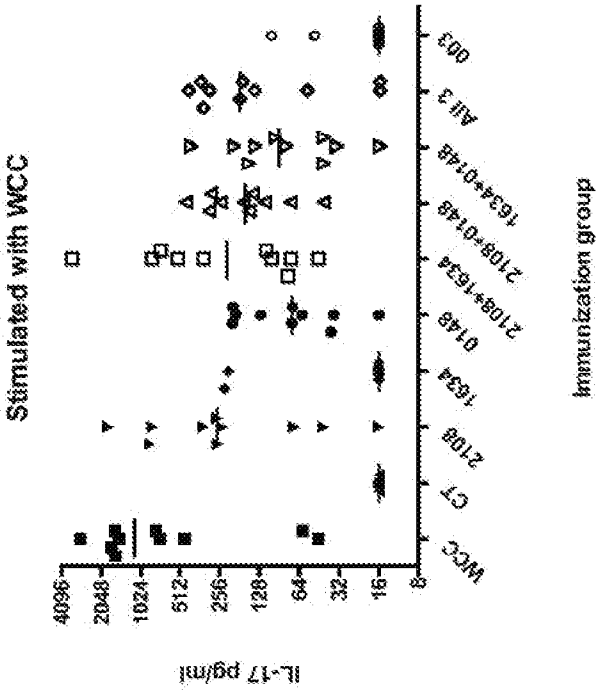 Stimulated with WCC
IL-17 pg/ml
4096
2048
1024
512
256
128
64
32
16
8
WCC
C7
2108
1634
0148
2108+1634
2108+0148
1634+0148
All 3
003
Immunization group